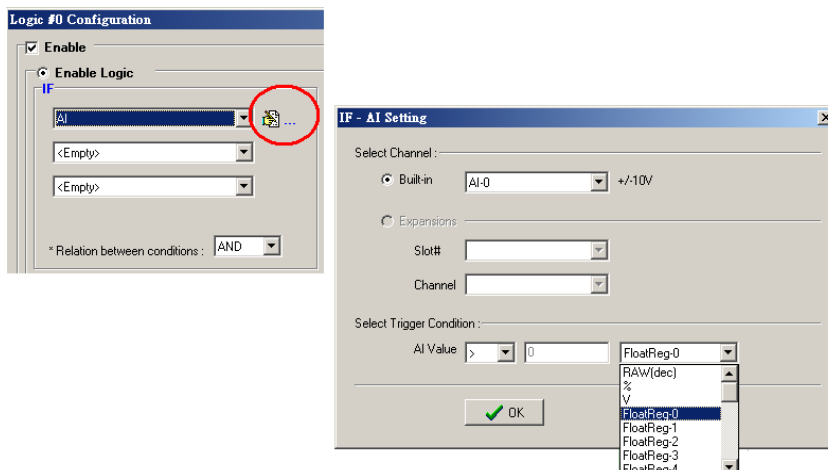 Logic #0 Configuration
Enable
Enable Logic
IF
AI
...
<Empty>
<Empty>
* Relation between conditions : AND
IF - AI Setting
Select Channel :
Built-in AI-0 +/-10V
Expansions
Slot#
Channel
Select Trigger Condition :
AI Value > 0 FloatReg-0
RAW(dec)
%
V
FloatReg-0
FloatReg-1
FloatReg-2
FloatReg-3
FloatReg-4
OK